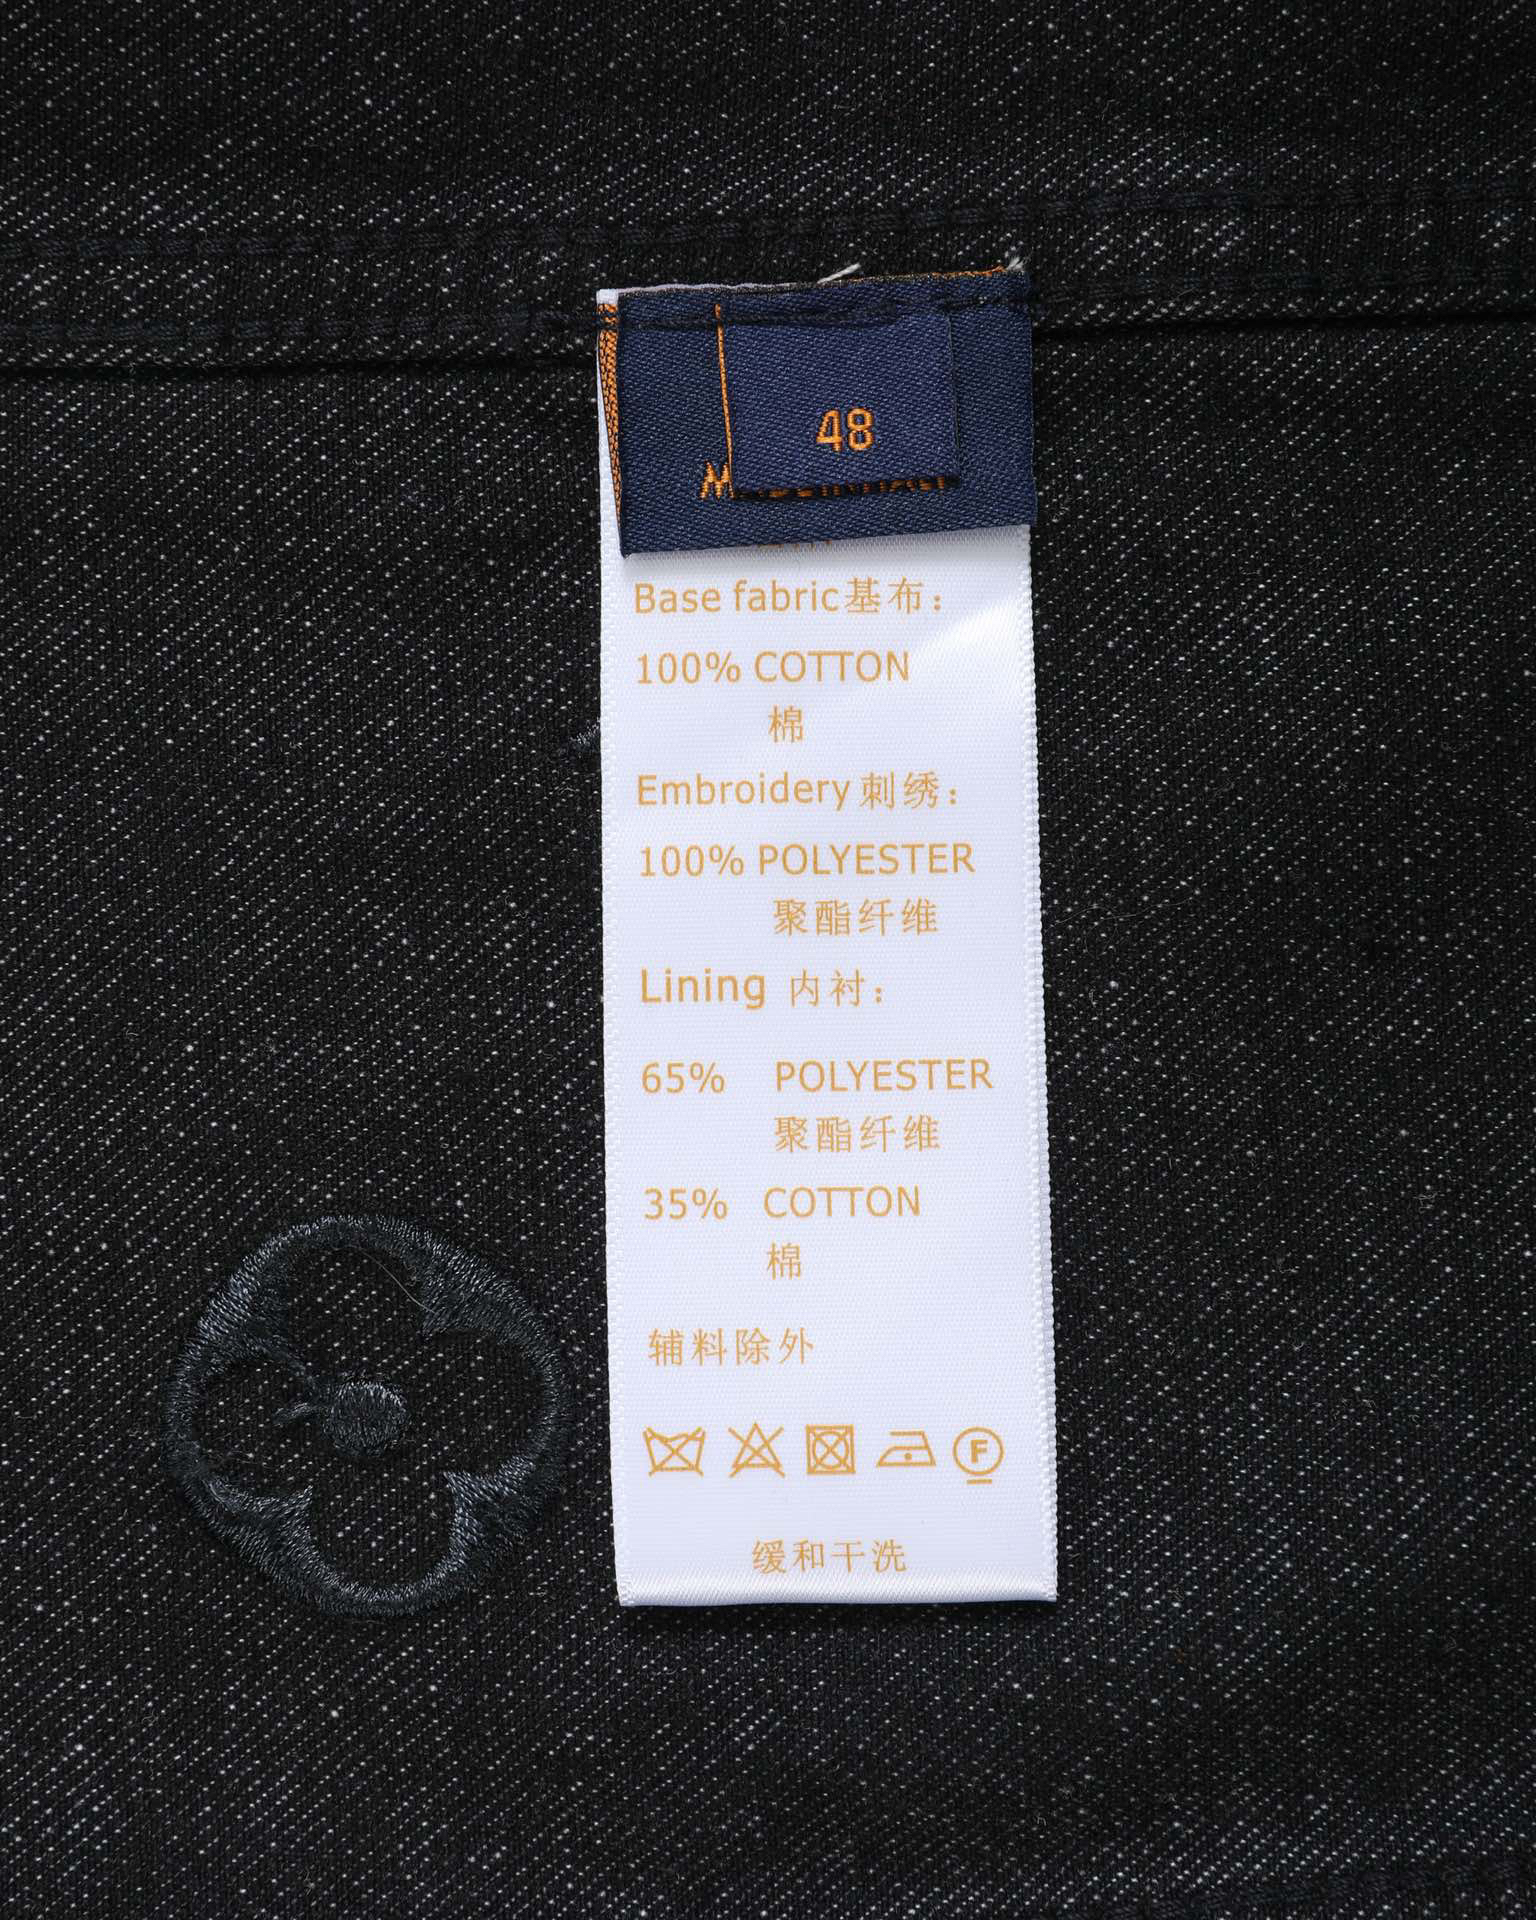 48
Base fabric基布：
100% COTTON
棉
Embroidery 刺绣：
100% POLYESTER
聚酯纤维
Lining 内衬：
65% POLYESTER
聚酯纤维
35% COTTON
棉
辅料除外
F
缓和干洗